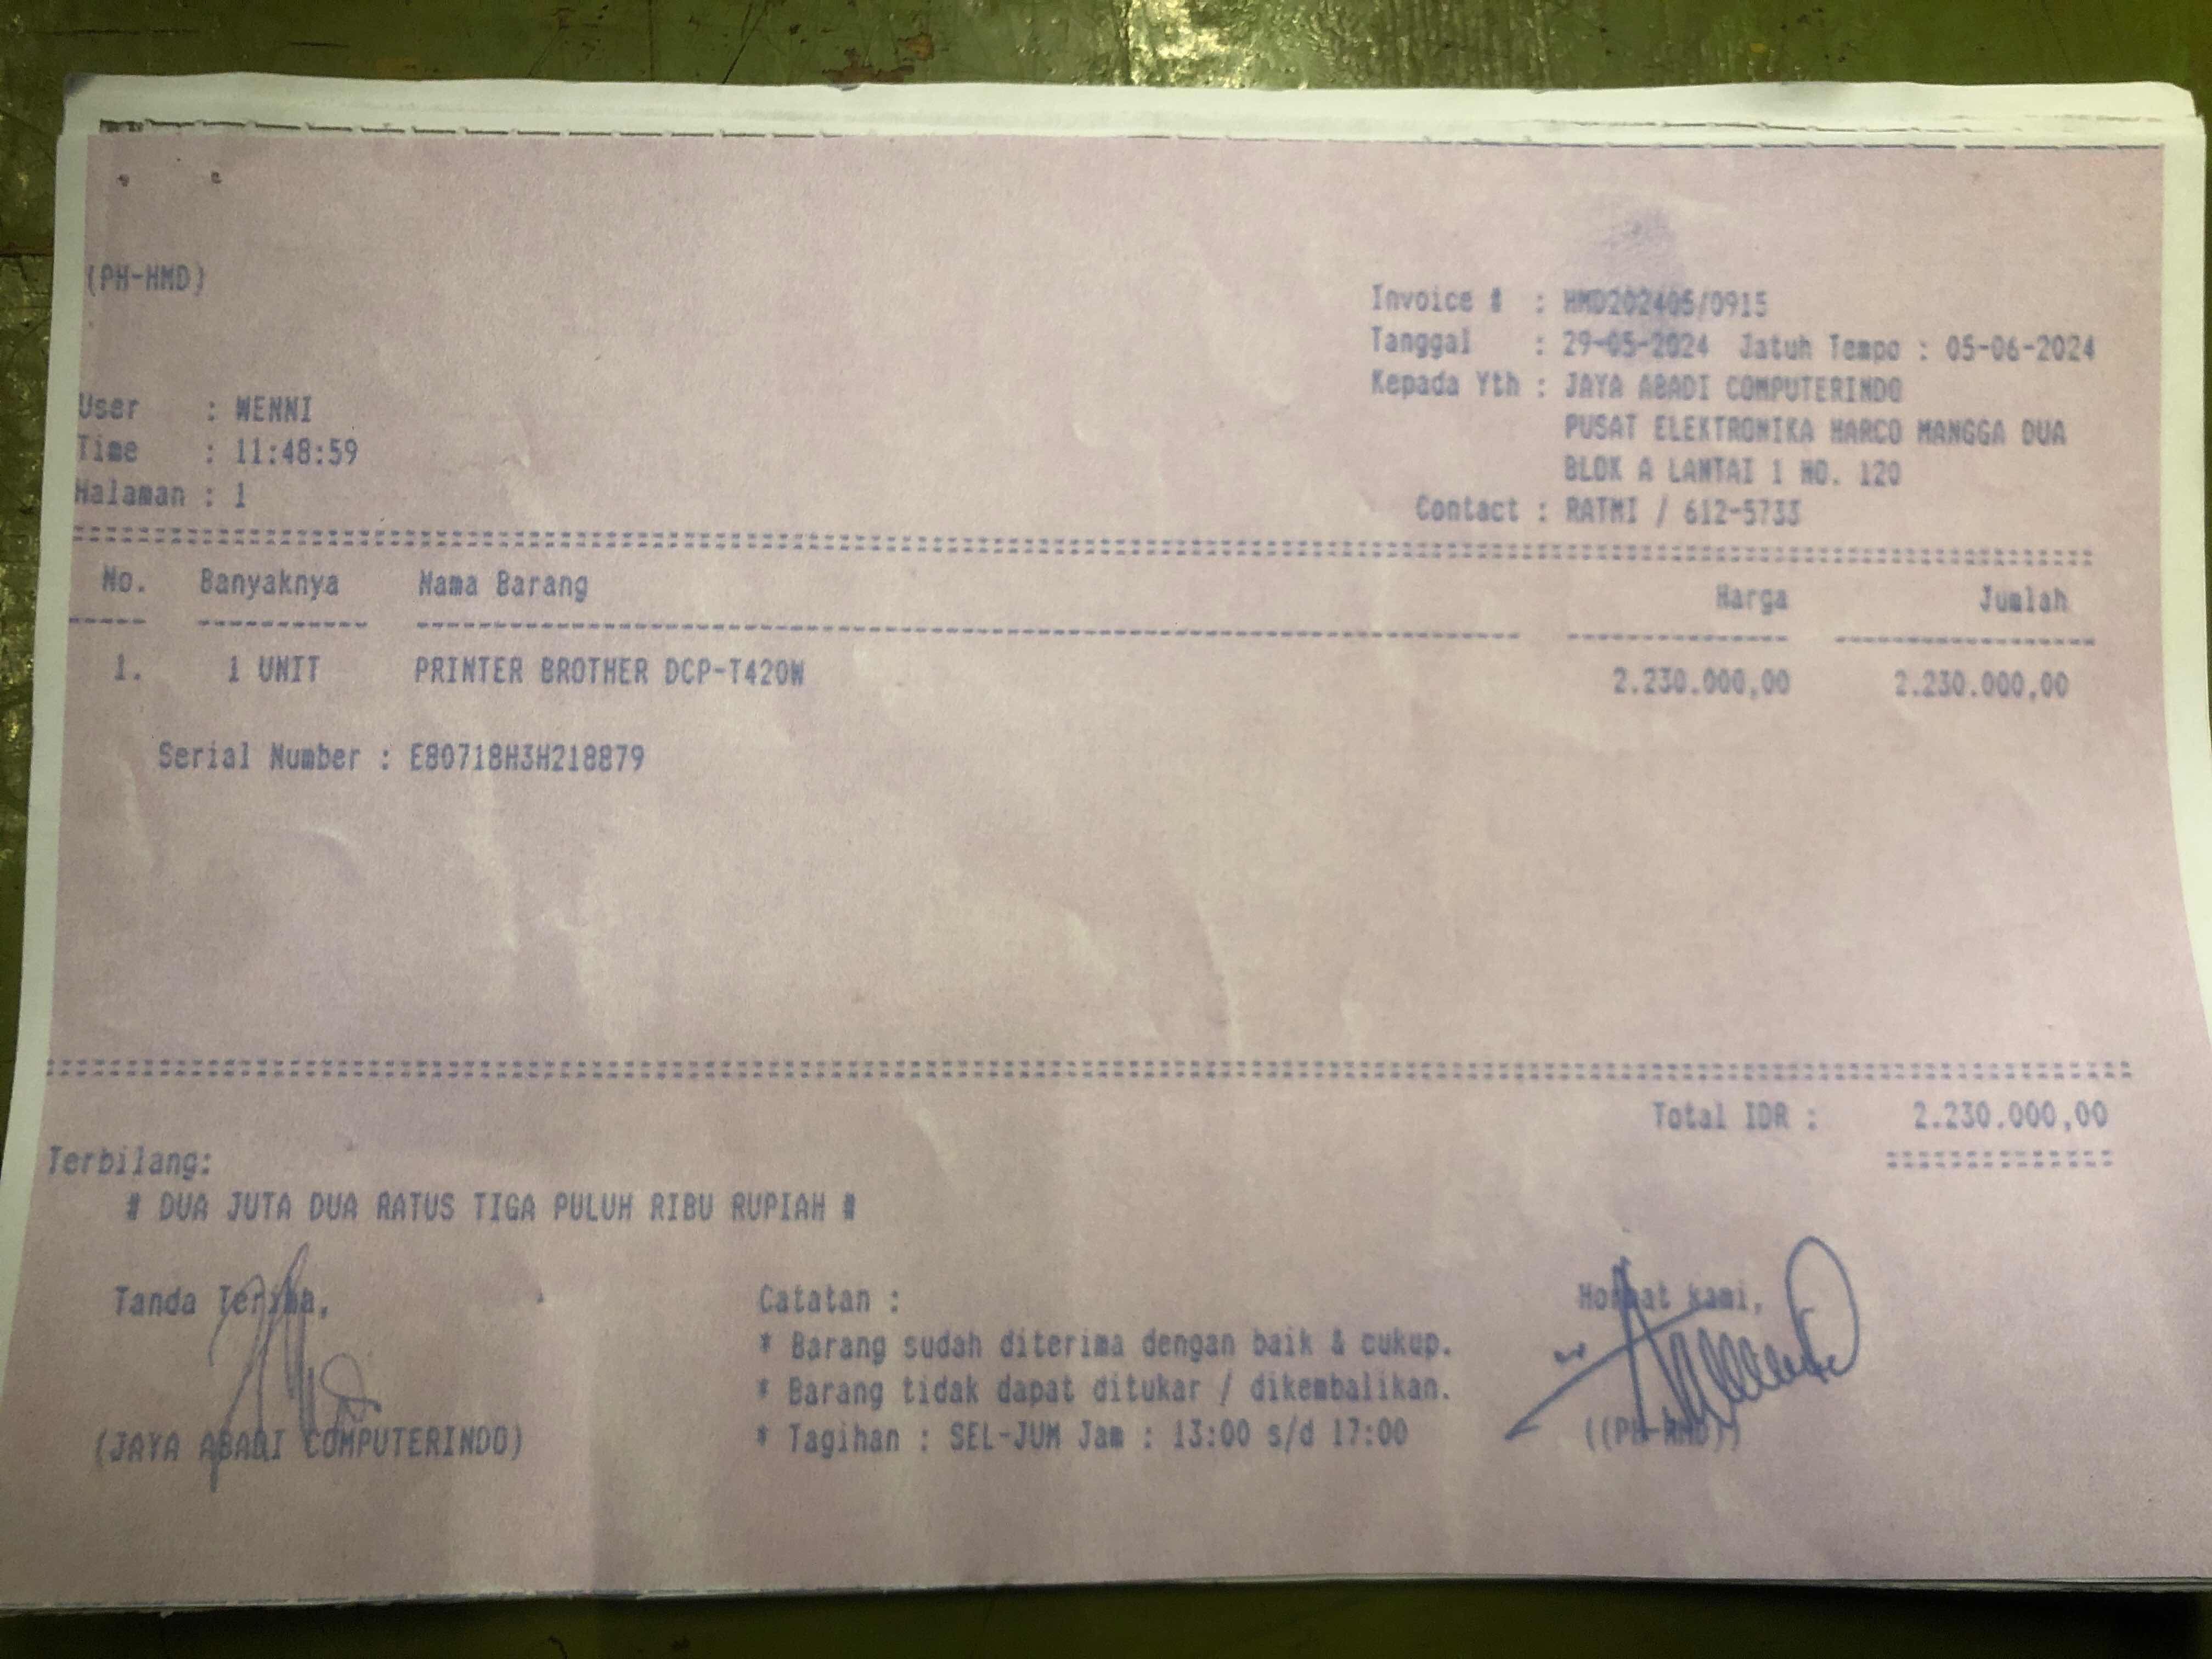 (PH-HMD)
Invoice # : HMD202405/0915
Tanggal : 29-05-2024 Jatuh Tempo : 05-06-2024
Kepada Yth : JAYA ABADI COMPUTERINDO
PUSAT ELEKTRONIKA HARCO MANGGA DUA
BLOK A LANTAI 1 NO. 120
Contact : RATMI / 612-5733
User : WENNI
Time : 11:48:59
Halaman : 1
No. Banyaknya Nama Barang Harga Jumlah
1. 1 UNIT PRINTER BROTHER DCP-T420W 2.230.000,00 2.230.000,00
Serial Number : E80718H3H218879
Total IDR : 2.230.000,00
Terbilang:
# DUA JUTA DUA RATUS TIGA PULUH RIBU RUPIAH #
Tanda Terima, Catatan : Hormat kami,
* Barang sudah diterima dengan baik & cukup.
* Barang tidak dapat ditukar / dikembalikan.
* Tagihan : SEL-JUM Jam : 13:00 s/d 17:00
(JAYA ABADI COMPUTERINDO) ((PH-HMD))